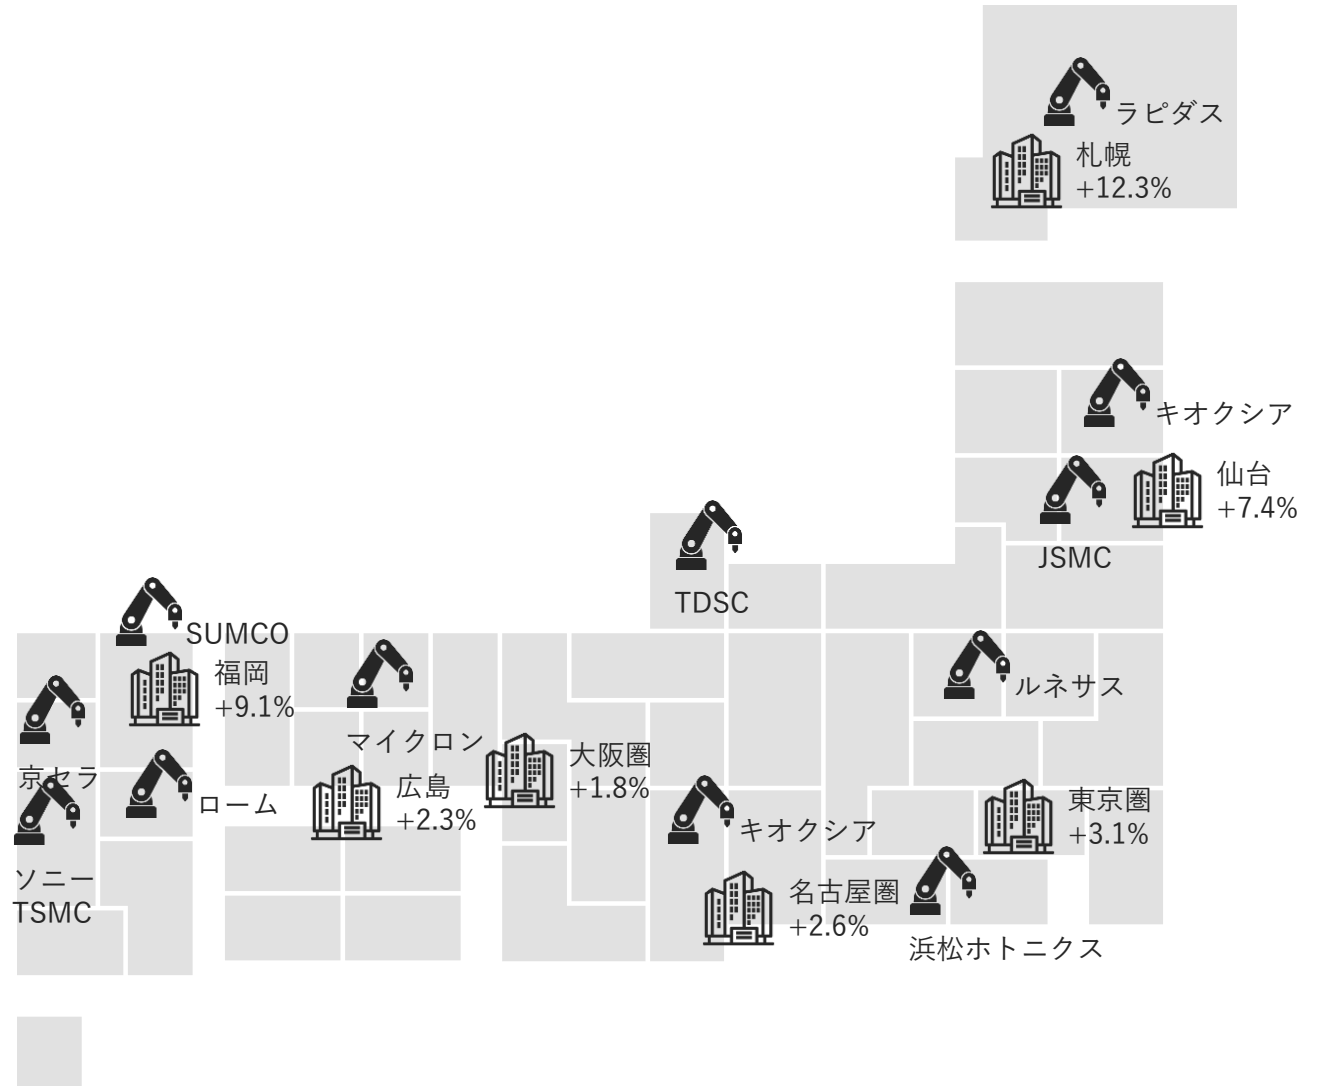 ラピダス
札幌
+12.3%
キオクシア
仙台
+7.4%
JSMC
TDSC
SUMCO
福岡
+9.1%
ルネサス
マイクロン
京セラ
ローム
広島
+2.3%
大阪圏
+1.8%
キオクシア
東京圏
+3.1%
ソニー
TSMC
名古屋圏
+2.6%
浜松ホトニクス